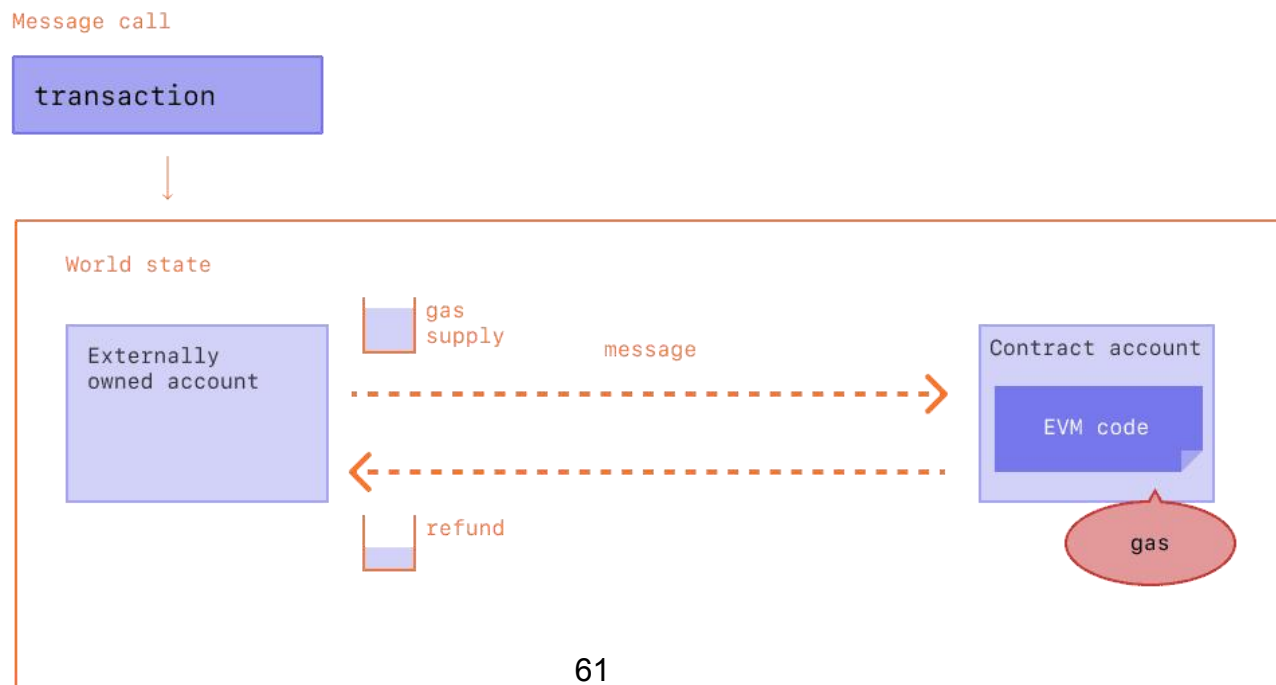 Message call
transaction
World state
gas
supply
message
Externally
owned account
Contract account
EVM code
refund
gas
61